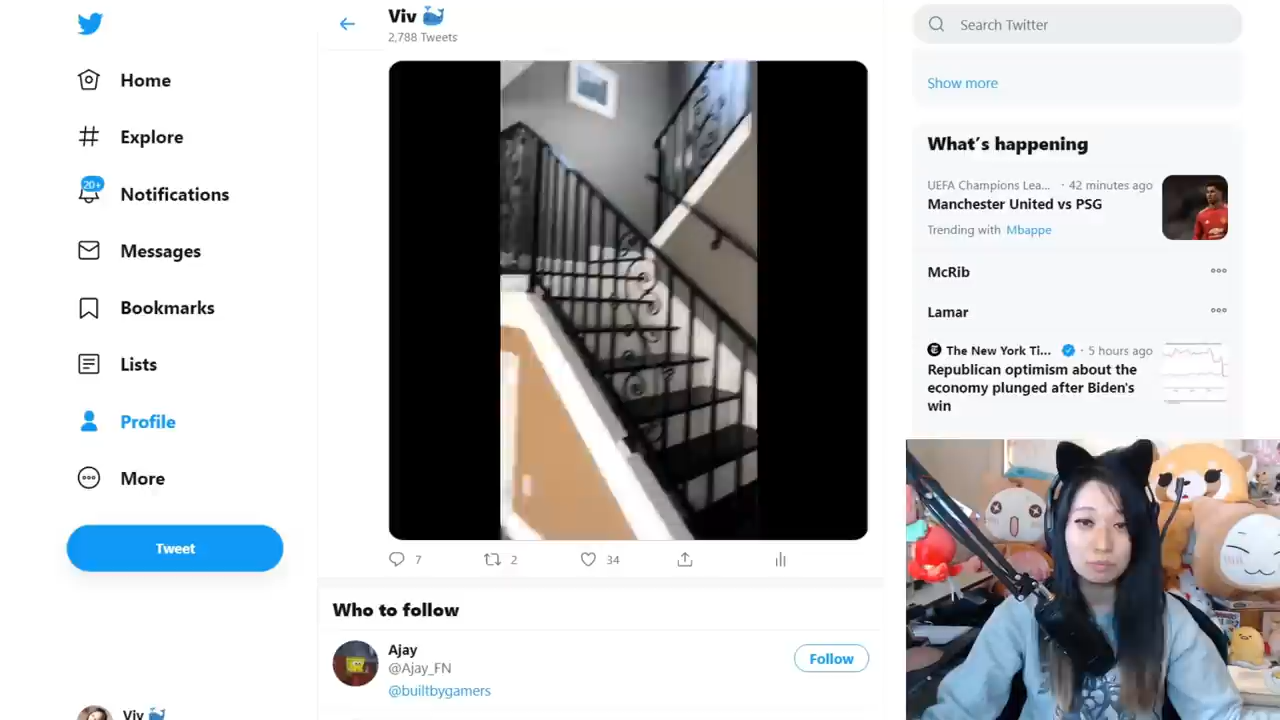 Home
Explore
20+
Notifications
Messages
Bookmarks
Lists
Profile
More
Tweet
Viv
Viv
2,788 Tweets
7
2
34
Who to follow
Ajay
@Ajay_FN
@builtbygamers
Follow
Search Twitter
Show more
What's happening
UEFA Champions Lea... · 42 minutes ago
Manchester United vs PSG
Trending with Mbappe
McRib
Lamar
The New York Ti... · 5 hours ago
Republican optimism about the
economy plunged after Biden's
win